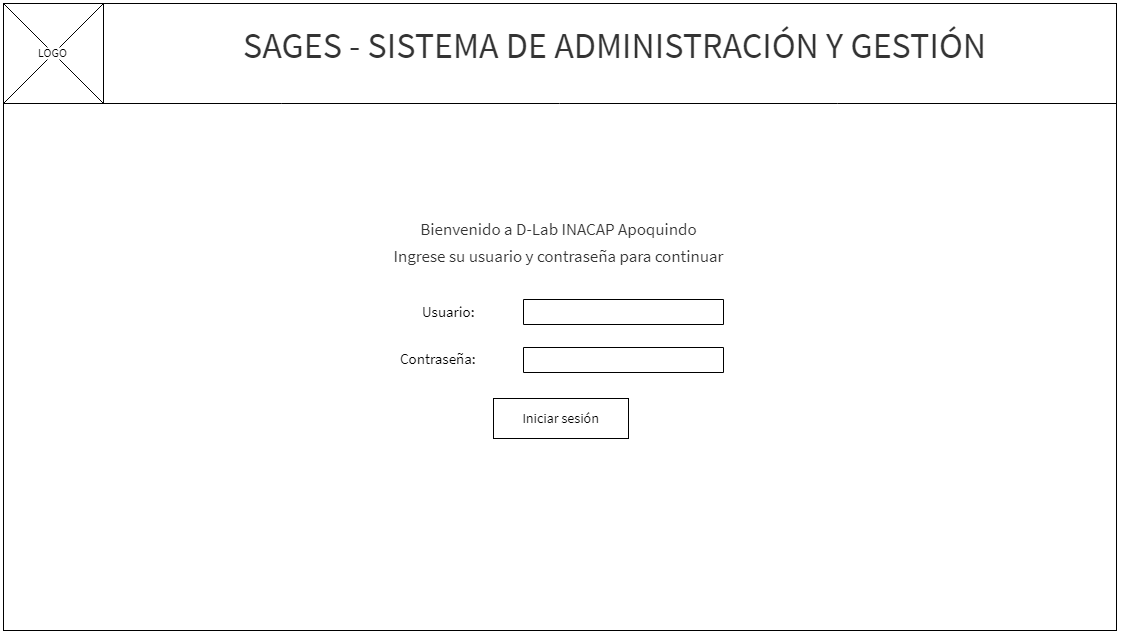 LOGO
SAGES - SISTEMA DE ADMINISTRACIÓN Y GESTIÓN
Bienvenido a D-Lab INACAP Apoquindo
Ingrese su usuario y contraseña para continuar
Usuario:
Contraseña:
Iniciar sesión